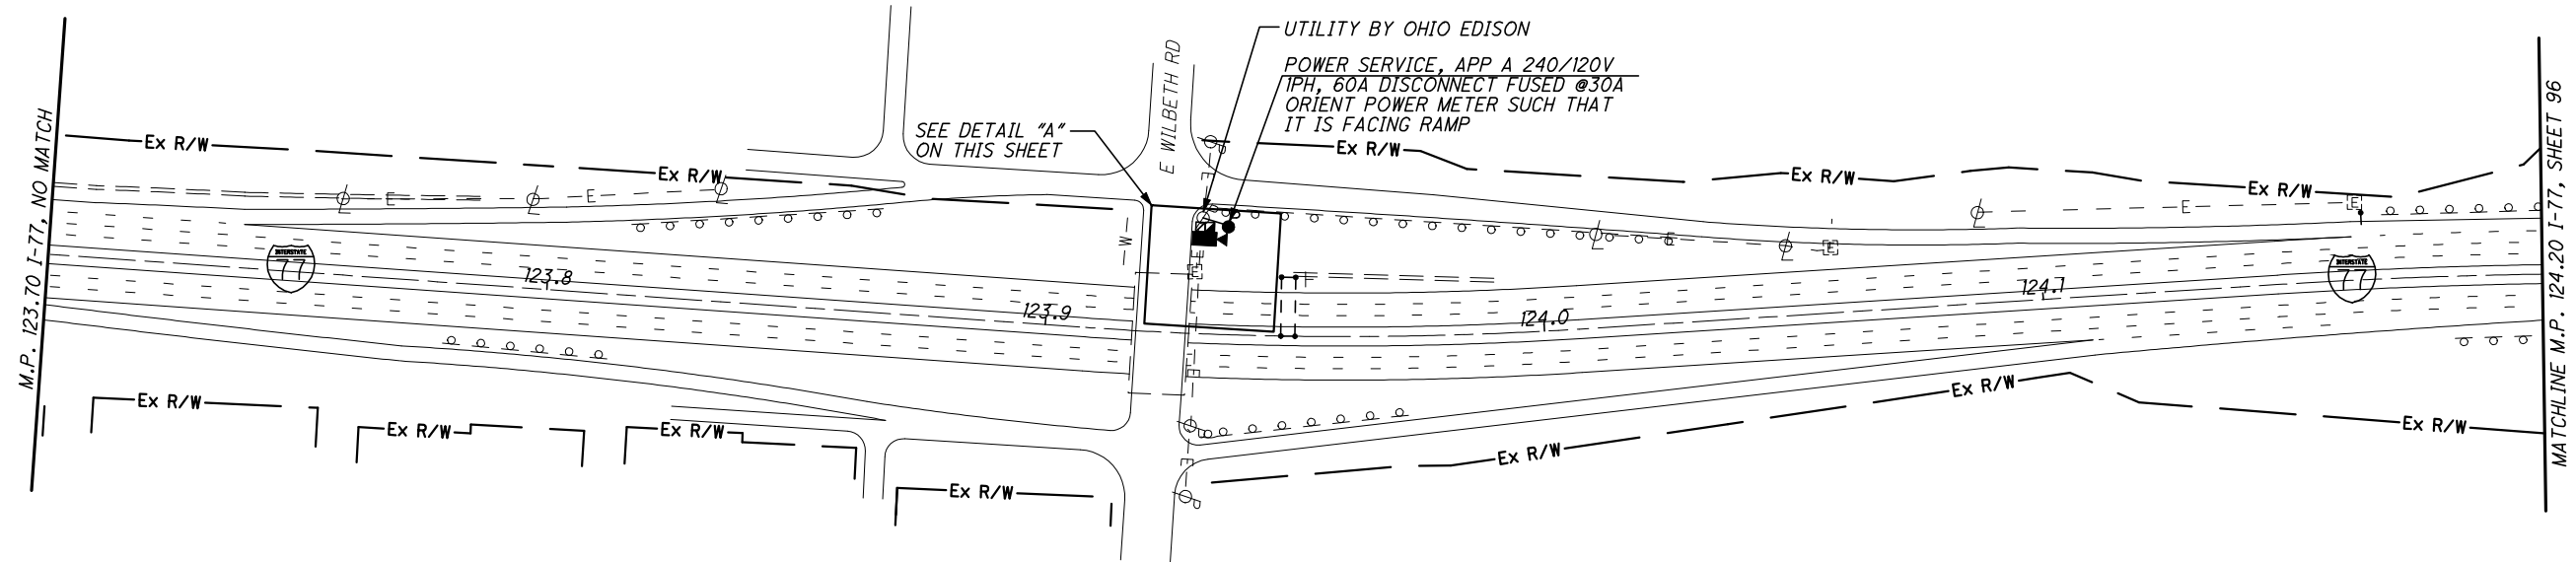 UTILITY BY OHIO EDISON
POWER SERVICE, APP A 240/120V
1PH, 60A DISCONNECT FUSED @30A
ORIENT POWER METER SUCH THAT
IT IS FACING RAMP
SEE DETAIL "A"
ON THIS SHEET
E WILBETH RD
M.P. 123.70 I-77, NO MATCH
MATCHLINE M.P. 124.20 I-77, SHEET 96
Ex R/W
Ex R/W
Ex R/W
Ex R/W
Ex R/W
E
E
P
E
E
E
E
E
W
E
F
INTERSTATE
77
123.8
123.9
124.0
124.1
INTERSTATE
77
E
P
E
P
Ex R/W
Ex R/W
Ex R/W
Ex R/W
Ex R/W
Ex R/W
Ex R/W